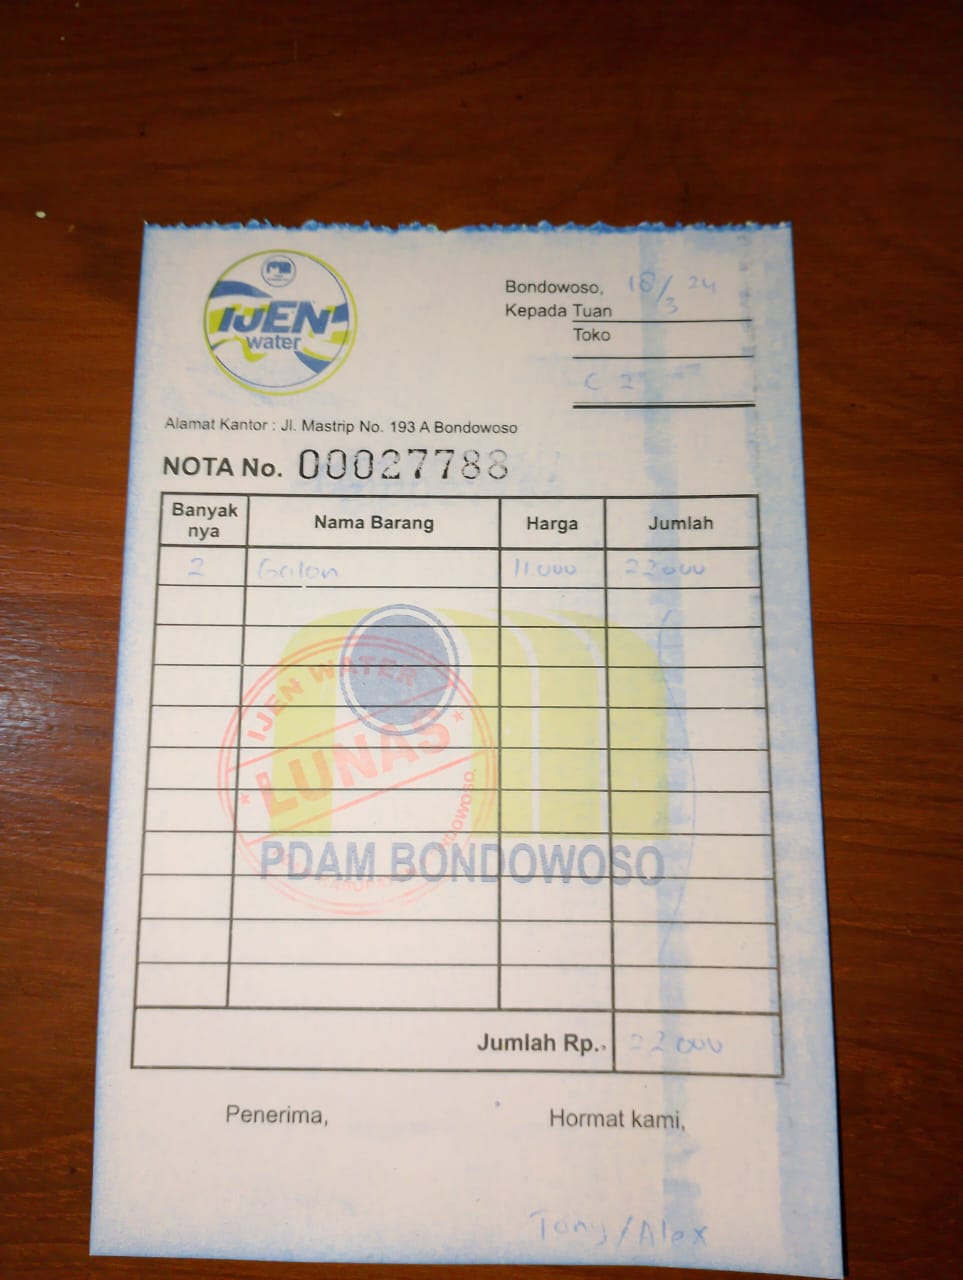 IJEN
water
Bondowoso, 18/3 24
Kepada Tuan
Toko
C 2
Alamat Kantor : Jl. Mastrip No. 193 A Bondowoso
NOTA No. 00027788
Banyak nya Nama Barang Harga Jumlah
2 Galon 11.000 22.000
IJEN WATER
LUNAS
PDAM BONDOWOSO
Jumlah Rp. 22.000
Penerima, Hormat kami,
Tony/Alex